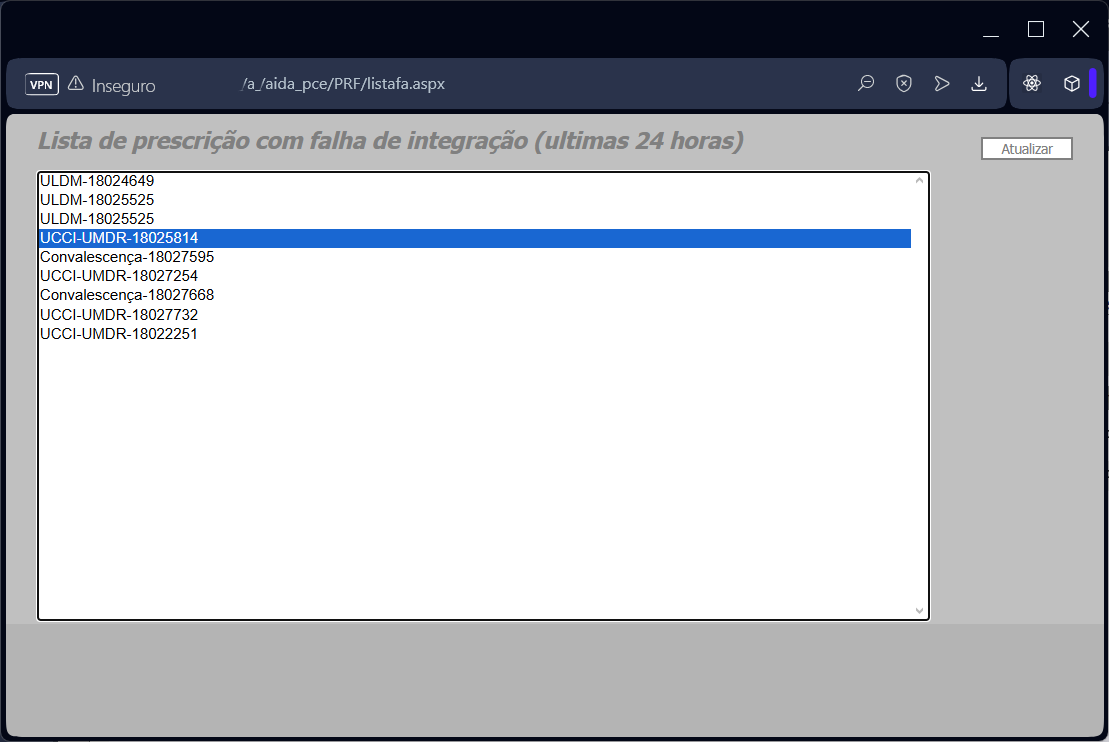 VPN Inseguro /a_/aida_pce/PRF/listafa.aspx
Lista de prescrição com falha de integração (ultimas 24 horas)
Atualizar
ULDM-18024649
ULDM-18025525
ULDM-18025525
UCCI-UMDR-18025814
Convalescença-18027595
UCCI-UMDR-18027254
Convalescença-18027668
UCCI-UMDR-18027732
UCCI-UMDR-18022251